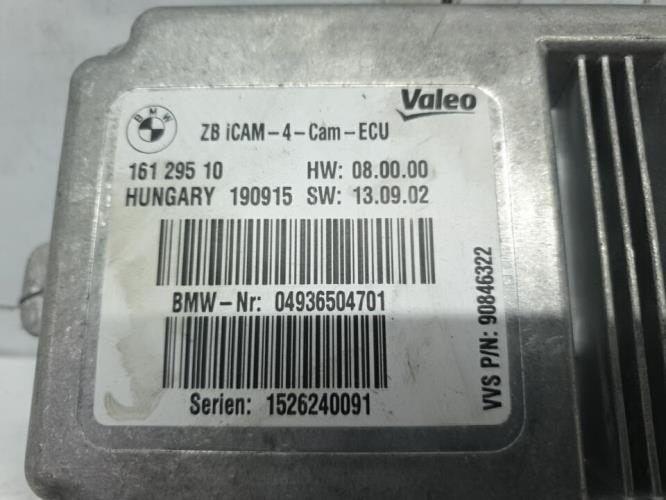 BMW
Valeo
ZB iCAM-4-Cam-ECU
161 295 10 HW: 08.00.00
HUNGARY 190915 SW: 13.09.02
BMW-Nr: 04936504701
Serien: 1526240091
VVS P/N: 90846322